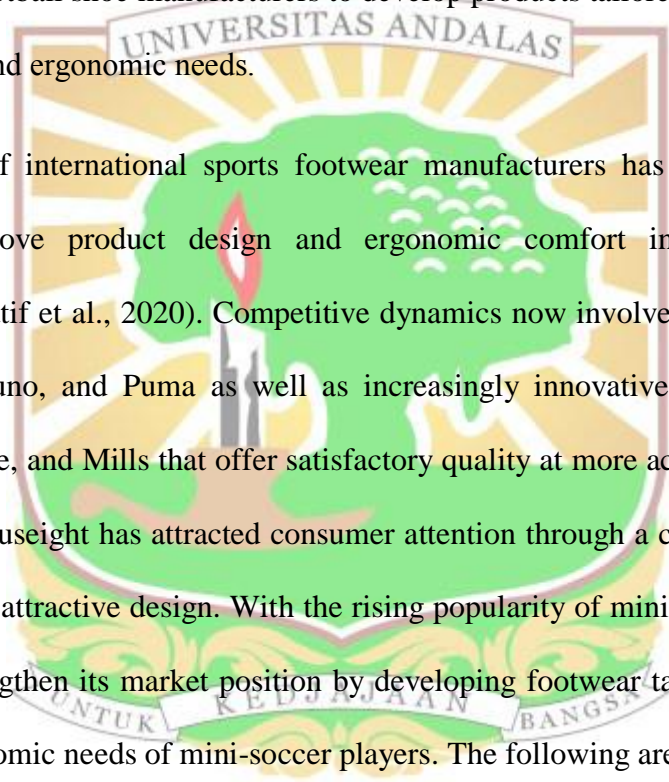 UNIVERSITAS ANDALAS
nd ergonomic needs.
f international sports footwear manufacturers has
ove product design and ergonomic comfort in
tif et al., 2020). Competitive dynamics now involve
uno, and Puma as well as increasingly innovative
e, and Mills that offer satisfactory quality at more ac
useight has attracted consumer attention through a c
attractive design. With the rising popularity of mini
gthen its market position by developing footwear ta
UNTUK KEDJAJAAN BANGSA
omic needs of mini-soccer players. The following are